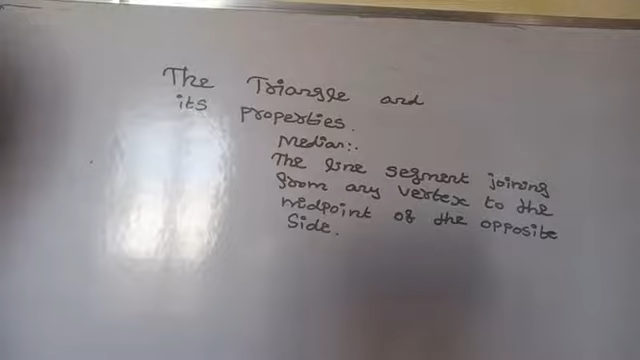 The Triangle and
its properties.
Median:.
The line segment joining
from any vertex to the
midpoint of the opposite
Side.